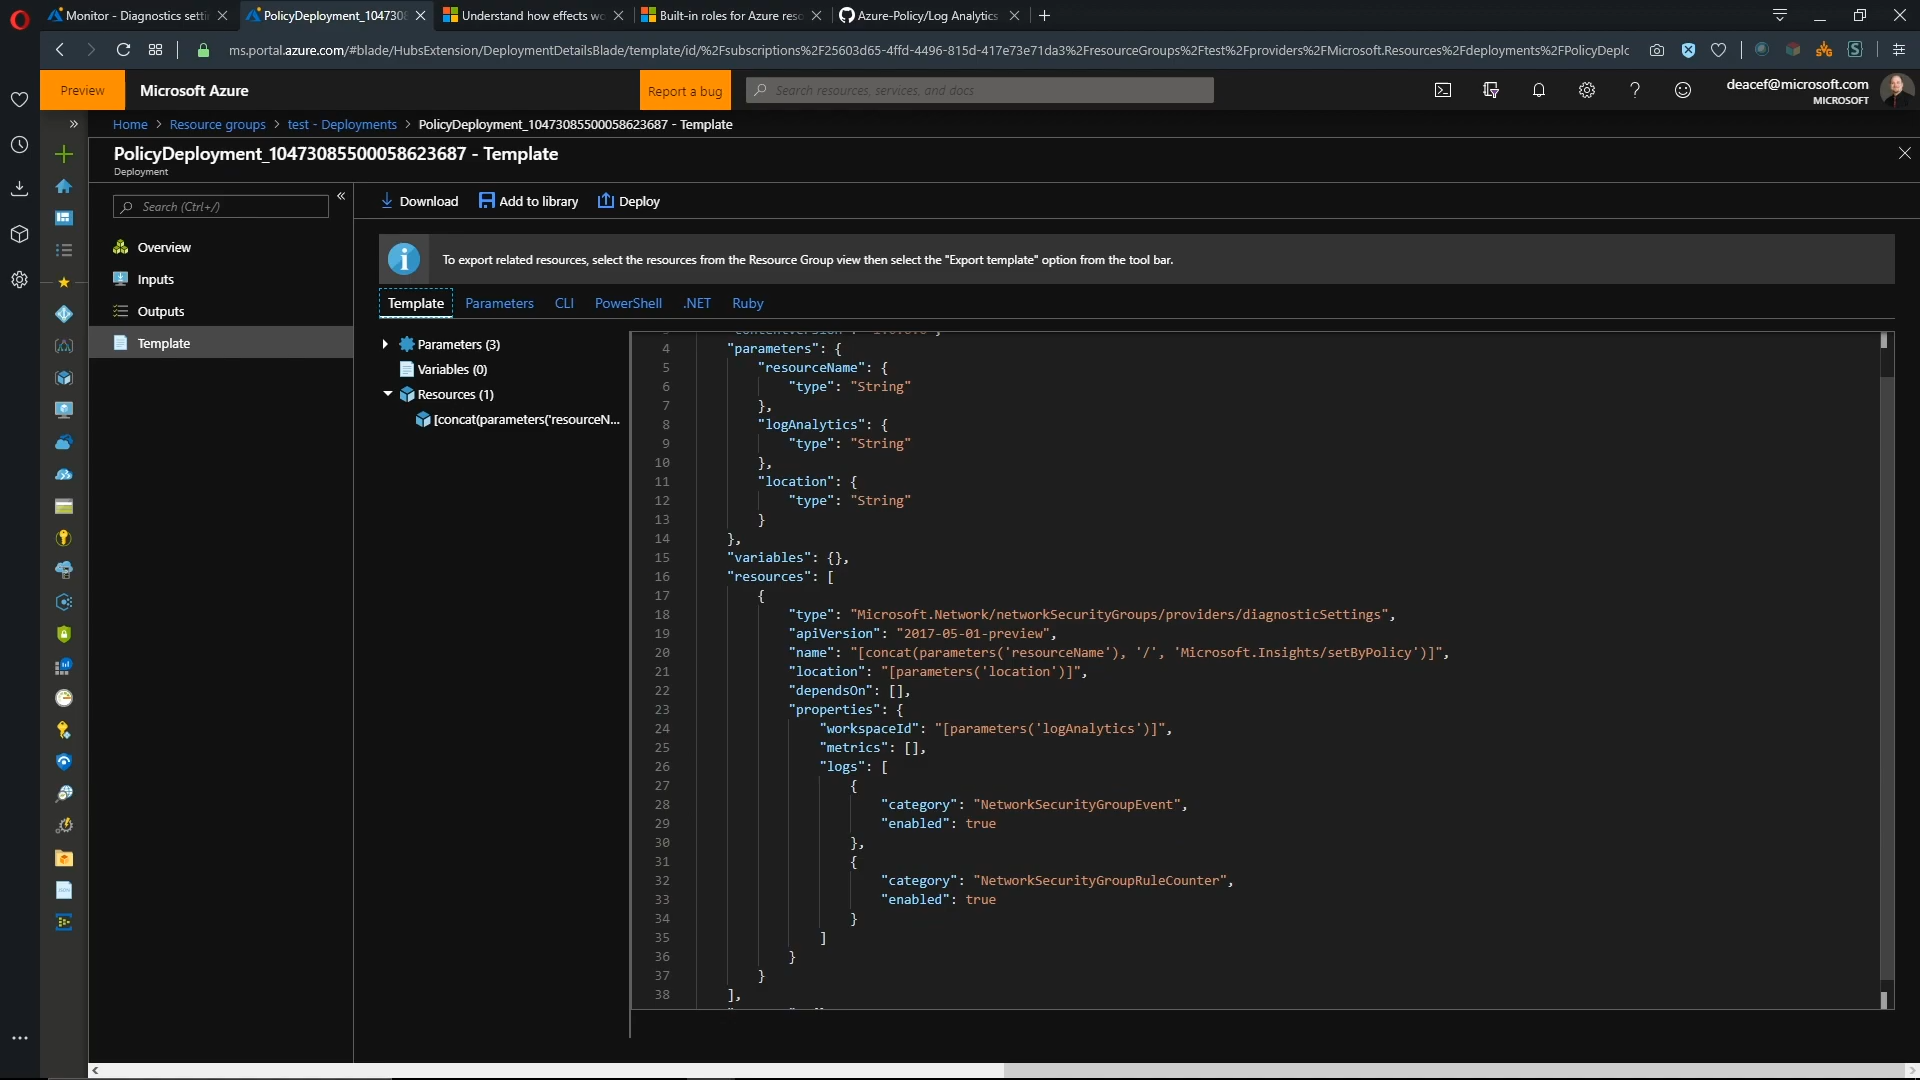 Monitor - Diagnostics setti
PolicyDeployment_104730
Understand how effects wo
Built-in roles for Azure reso
Azure-Policy/Log Analytics
ms.portal.azure.com/#blade/HubsExtension/DeploymentDetailsBlade/template/id/%2Fsubscriptions%2F25603d65-4ffd-4496-815d-417e73e71da3%2FresourceGroups%2Ftest%2Fproviders%2FMicrosoft.Resources%2Fdeployments%2FPolicyDeplc
Preview
Microsoft Azure
Report a bug
Search resources, services, and docs
deacef@microsoft.com
MICROSOFT
Home > Resource groups > test - Deployments > PolicyDeployment_10473085500058623687 - Template
PolicyDeployment_10473085500058623687 - Template
Deployment
Search (Ctrl+/)
Overview
Inputs
Outputs
Template
Download
Add to library
Deploy
To export related resources, select the resources from the Resource Group view then select the "Export template" option from the tool bar.
Template Parameters CLI PowerShell .NET Ruby
Parameters (3)
Variables (0)
Resources (1)
[concat(parameters('resourceN...
4 "parameters": {
5 "resourceName": {
6 "type": "String"
7 },
8 "logAnalytics": {
9 "type": "String"
10 },
11 "location": {
12 "type": "String"
13 }
14 },
15 "variables": {},
16 "resources": [
17 {
18 "type": "Microsoft.Network/networkSecurityGroups/providers/diagnosticSettings",
19 "apiVersion": "2017-05-01-preview",
20 "name": "[concat(parameters('resourceName'), '/', 'Microsoft.Insights/setByPolicy')]",
21 "location": "[parameters('location')]",
22 "dependsOn": [],
23 "properties": {
24 "workspaceId": "[parameters('logAnalytics')]",
25 "metrics": [],
26 "logs": [
27 {
28 "category": "NetworkSecurityGroupEvent",
29 "enabled": true
30 },
31 {
32 "category": "NetworkSecurityGroupRuleCounter",
33 "enabled": true
34 }
35 ]
36 }
37 }
38 ],